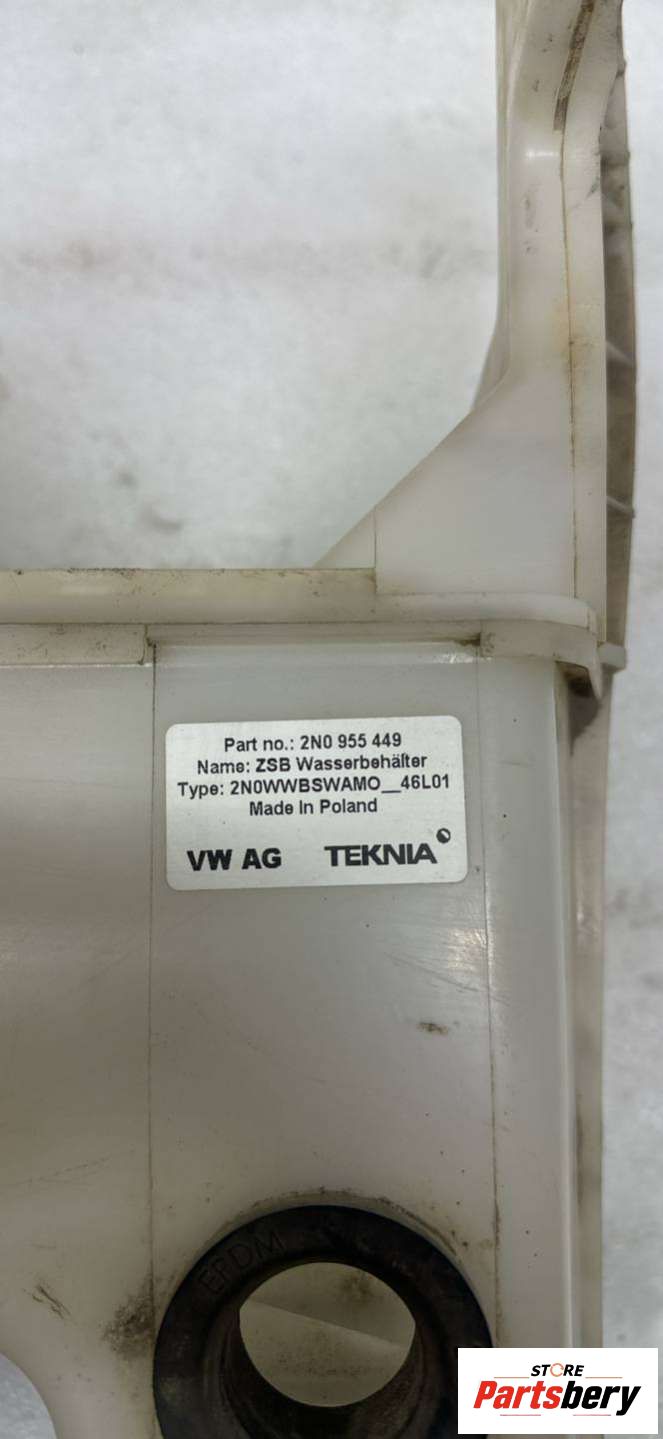 Part no.: 2N0 955 449
Name: ZSB Wasserbehälter
Type: 2N0WWBSWAMO__46L01
Made In Poland
VW AG TEKNIA
EPDM
STORE
Partsbery